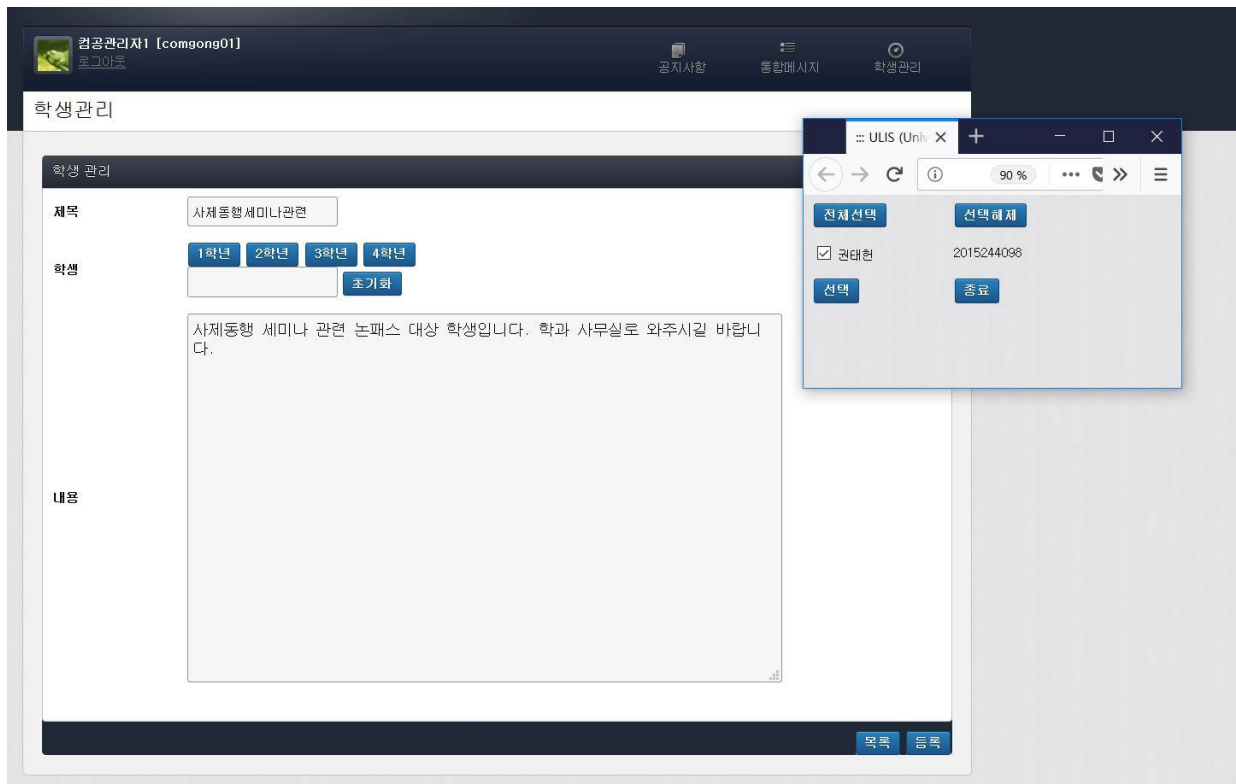 컴공관리자1 [comgong01]
로그아웃
공지사항
통합메시지
학생관리
학생관리
::: ULIS (Univ
90 %
전체선택
선택해제
권태헌
2015244098
선택
종료
학생 관리
제목
사제동행세미나관련
학생
1학년
2학년
3학년
4학년
초기화
내용
사제동행 세미나 관련 논패스 대상 학생입니다. 학과 사무실로 와주시길 바랍니
다.
목록
등록